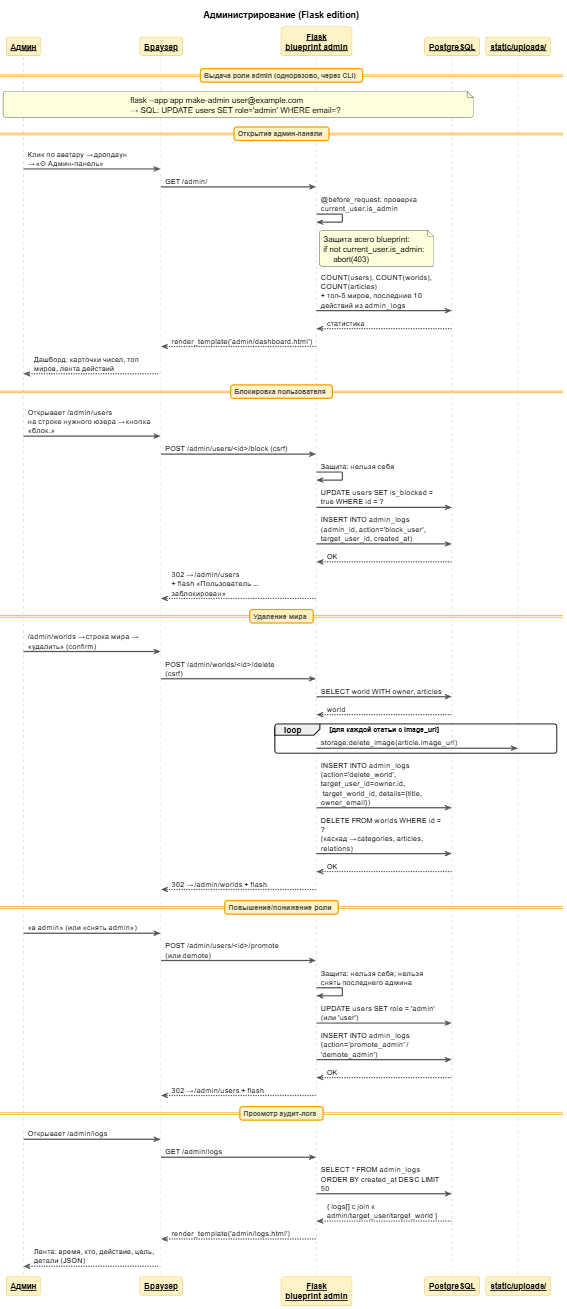 Администрирование (Flask edition)
Админ
Браузер
Flask
blueprint admin
PostgreSQL
static/uploads/
Выдача роли admin (одноразово, через CLI)
flask --app app make-admin user@example.com
→ SQL: UPDATE users SET role='admin' WHERE email=?
Открытие админ-панели
Клик по аватару → дропдаун
→ «⚙ Админ-панель»
GET /admin/
@before_request: проверка
current_user.is_admin
Защита всего blueprint:
if not current_user.is_admin:
abort(403)
COUNT(users), COUNT(worlds),
COUNT(articles)
+ топ-5 миров, последние 10
действий из admin_logs
статистика
render_template('admin/dashboard.html')
Дашборд: карточки чисел, топ
миров, лента действий
Блокировка пользователя
Открывает /admin/users
на строке нужного юзера → кнопка
«блок.»
POST /admin/users/<id>/block (csrf)
Защита: нельзя себя
UPDATE users SET is_blocked =
true WHERE id = ?
INSERT INTO admin_logs
(admin_id, action='block_user',
target_user_id, created_at)
OK
302 → /admin/users
+ flash «Пользователь ...
заблокирован»
Удаление мира
/admin/worlds → строка мира →
«удалить» (confirm)
POST /admin/worlds/<id>/delete
(csrf)
SELECT world WITH owner, articles
world
loop
[для каждой статьи с image_url]
storage.delete_image(article.image_url)
INSERT INTO admin_logs
(action='delete_world',
target_user_id=owner.id,
target_world_id, details={title,
owner_email})
DELETE FROM worlds WHERE id =
?
(каскад → categories, articles,
relations)
OK
302 → /admin/worlds + flash
Повышение/понижение роли
«в admin» (или «снять admin»)
POST /admin/users/<id>/promote
(или demote)
Защита: нельзя себя; нельзя
снять последнего админа
UPDATE users SET role = 'admin'
(или 'user')
INSERT INTO admin_logs
(action='promote_admin' /
'demote_admin')
OK
302 → /admin/users + flash
Просмотр аудит-лога
Открывает /admin/logs
GET /admin/logs
SELECT * FROM admin_logs
ORDER BY created_at DESC LIMIT
50
{ logs[] с join к
admin/target_user/target_world }
render_template('admin/logs.html')
Лента: время, кто, действие, цель,
детали (JSON)
Админ
Браузер
Flask
blueprint admin
PostgreSQL
static/uploads/